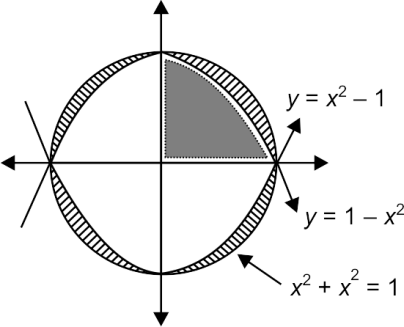 y = x² – 1
y = 1 – x²
x² + x² = 1